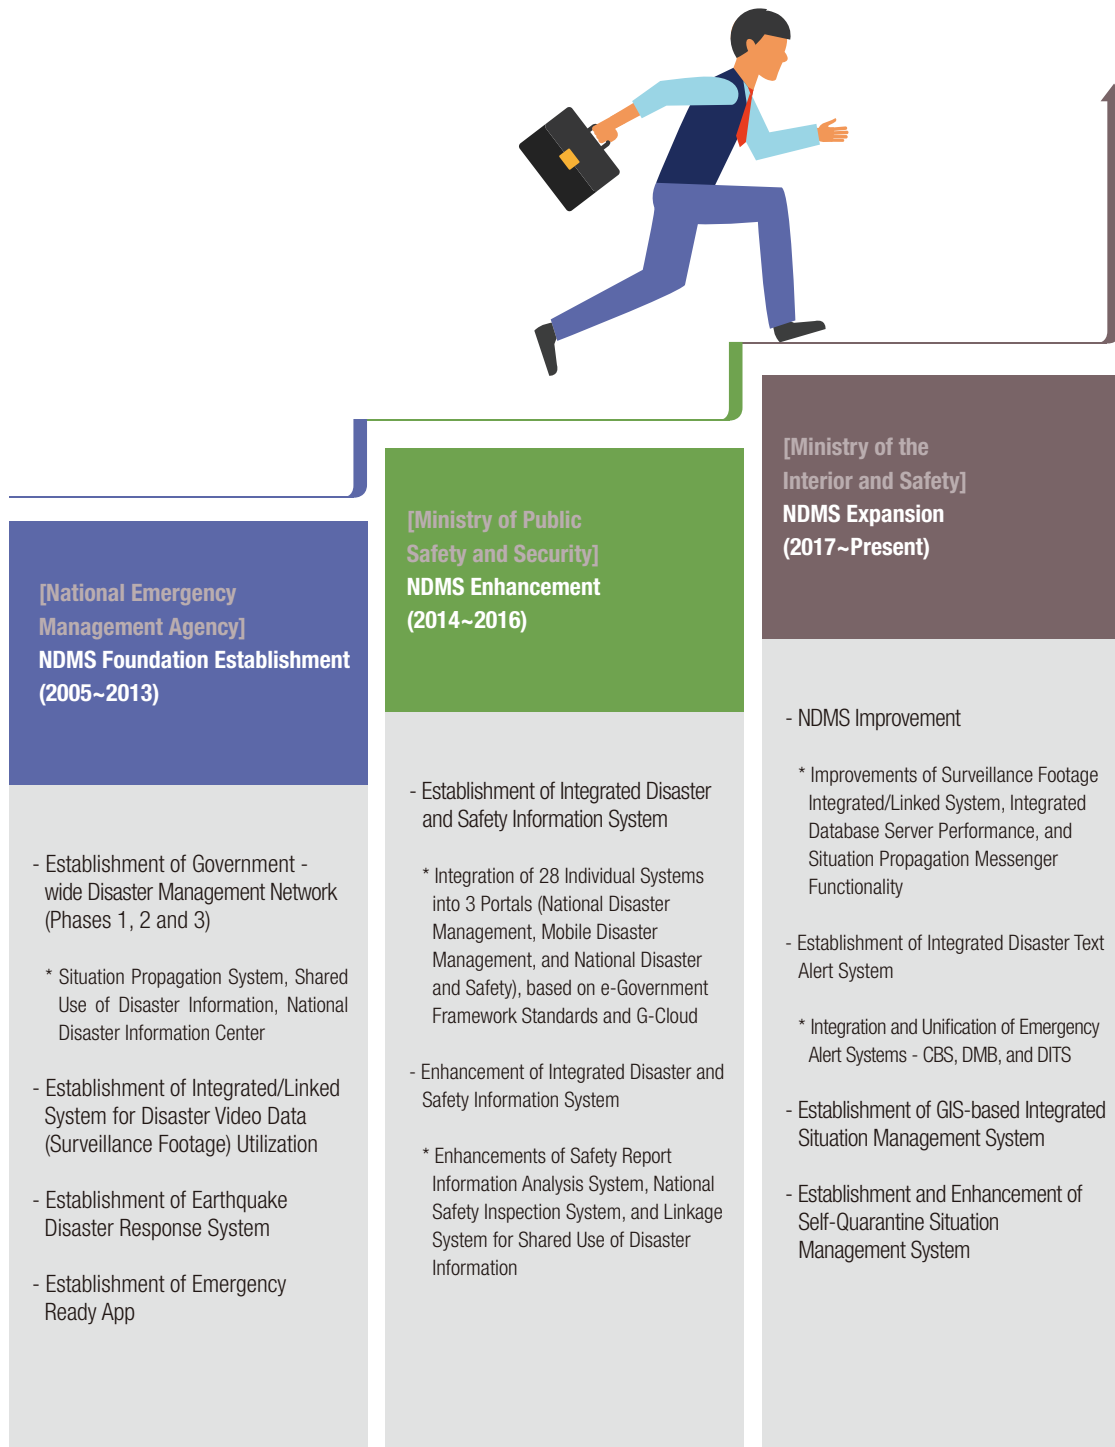 [National Emergency
Management Agency]
NDMS Foundation Establishment
(2005~2013)
- Establishment of Government -
wide Disaster Management Network
(Phases 1, 2 and 3)
* Situation Propagation System, Shared
Use of Disaster Information, National
Disaster Information Center
- Establishment of Integrated/Linked
System for Disaster Video Data
(Surveillance Footage) Utilization
- Establishment of Earthquake
Disaster Response System
- Establishment of Emergency
Ready App
[Ministry of Public
Safety and Security]
NDMS Enhancement
(2014~2016)
- Establishment of Integrated Disaster
and Safety Information System
* Integration of 28 Individual Systems
into 3 Portals (National Disaster
Management, Mobile Disaster
Management, and National Disaster
and Safety), based on e-Government
Framework Standards and G-Cloud
- Enhancement of Integrated Disaster and
Safety Information System
* Enhancements of Safety Report
Information Analysis System, National
Safety Inspection System, and Linkage
System for Shared Use of Disaster
Information
[Ministry of the
Interior and Safety]
NDMS Expansion
(2017~Present)
- NDMS Improvement
* Improvements of Surveillance Footage
Integrated/Linked System, Integrated
Database Server Performance, and
Situation Propagation Messenger
Functionality
- Establishment of Integrated Disaster Text
Alert System
* Integration and Unification of Emergency
Alert Systems - CBS, DMB, and DITS
- Establishment of GIS-based Integrated
Situation Management System
- Establishment and Enhancement of
Self-Quarantine Situation
Management System